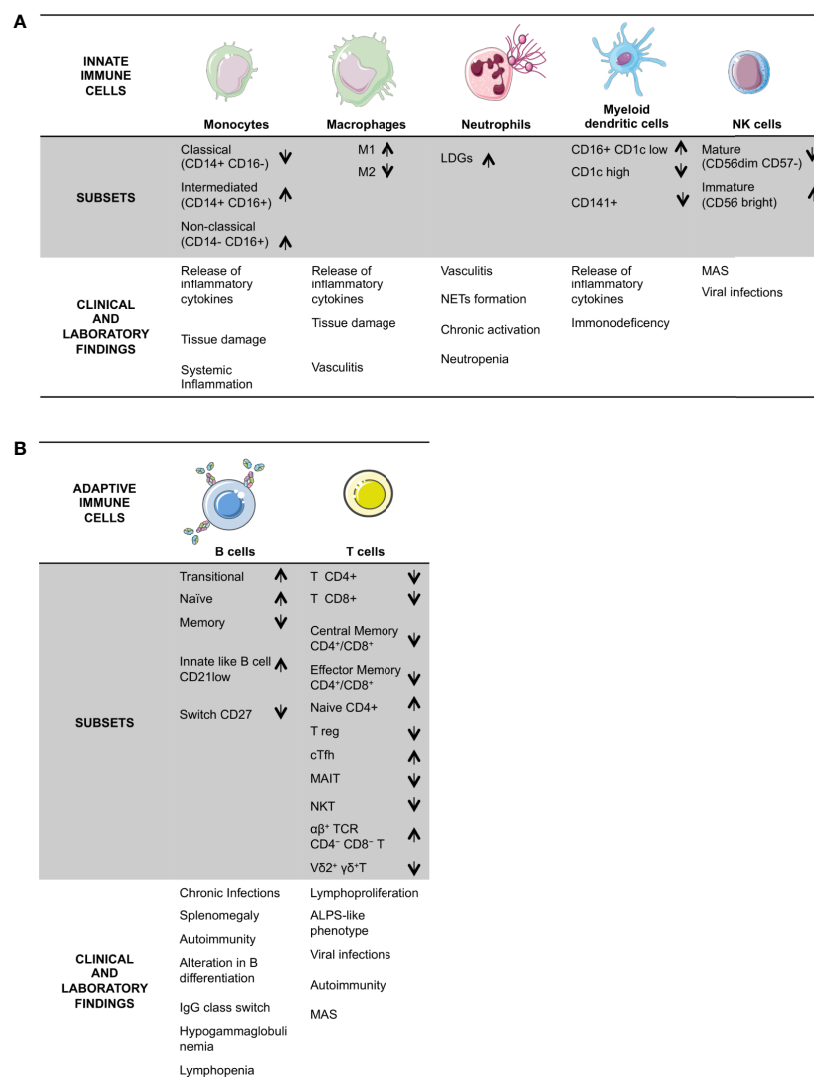 A
INNATE
IMMUNE
CELLS
Monocytes
Macrophages
Neutrophils
Myeloid
dendritic cells
NK cells
SUBSETS
Classical
(CD14+ CD16-)
Intermediated
(CD14+ CD16+)
Non-classical
(CD14- CD16+)
M1
M2
LDGs
CD16+ CD1c low
CD1c high
CD141+
Mature
(CD56dim CD57-)
Immature
(CD56 bright)
CLINICAL
AND
LABORATORY
FINDINGS
Release of
inflammatory
cytokines
Tissue damage
Systemic
Inflammation
Release of
inflammatory
cytokines
Tissue damage
Vasculitis
Vasculitis
NETs formation
Chronic activation
Neutropenia
Release of
inflammatory
cytokines
Immonodeficency
MAS
Viral infections
B
ADAPTIVE
IMMUNE
CELLS
B cells
T cells
SUBSETS
Transitional
Naïve
Memory
Innate like B cell
CD21low
Switch CD27
T CD4+
T CD8+
Central Memory
CD4⁺/CD8⁺
Effector Memory
CD4⁺/CD8⁺
Naive CD4+
T reg
cTfh
MAIT
NKT
αβ⁺ TCR
CD4⁻ CD8⁻ T
Vδ2⁺ γδ⁺T
CLINICAL
AND
LABORATORY
FINDINGS
Chronic Infections
Splenomegaly
Autoimmunity
Alteration in B
differentiation
IgG class switch
Hypogammaglobuli
nemia
Lymphopenia
Lymphoproliferation
ALPS-like
phenotype
Viral infections
Autoimmunity
MAS